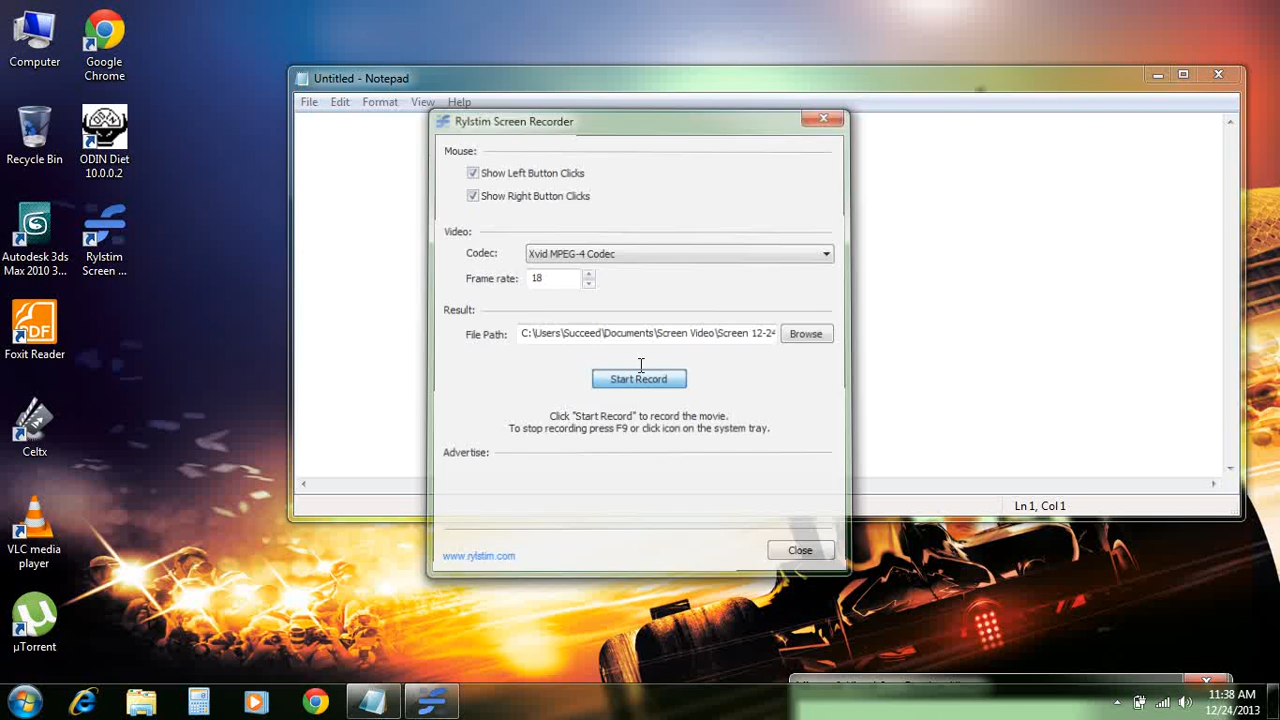 Computer
Google
Chrome
Recycle Bin
ODIN Diet
10.0.0.2
Autodesk 3ds
Max 2010 3...
Rylstim
Screen ...
PDF
Foxit Reader
Celtx
VLC media
player
µTorrent
Untitled - Notepad
File Edit Format View Help
Rylstim Screen Recorder
Mouse:
Show Left Button Clicks
Show Right Button Clicks
Video:
Codec: Xvid MPEG-4 Codec
Frame rate: 18
Result:
File Path: C:\Users\Succeed\Documents\Screen Video\Screen 12-24 Browse
Start Record
Click "Start Record" to record the movie.
To stop recording press F9 or click icon on the system tray.
Advertise:
www.rylstim.com
Close
Ln 1, Col 1
11:38 AM
12/24/2013